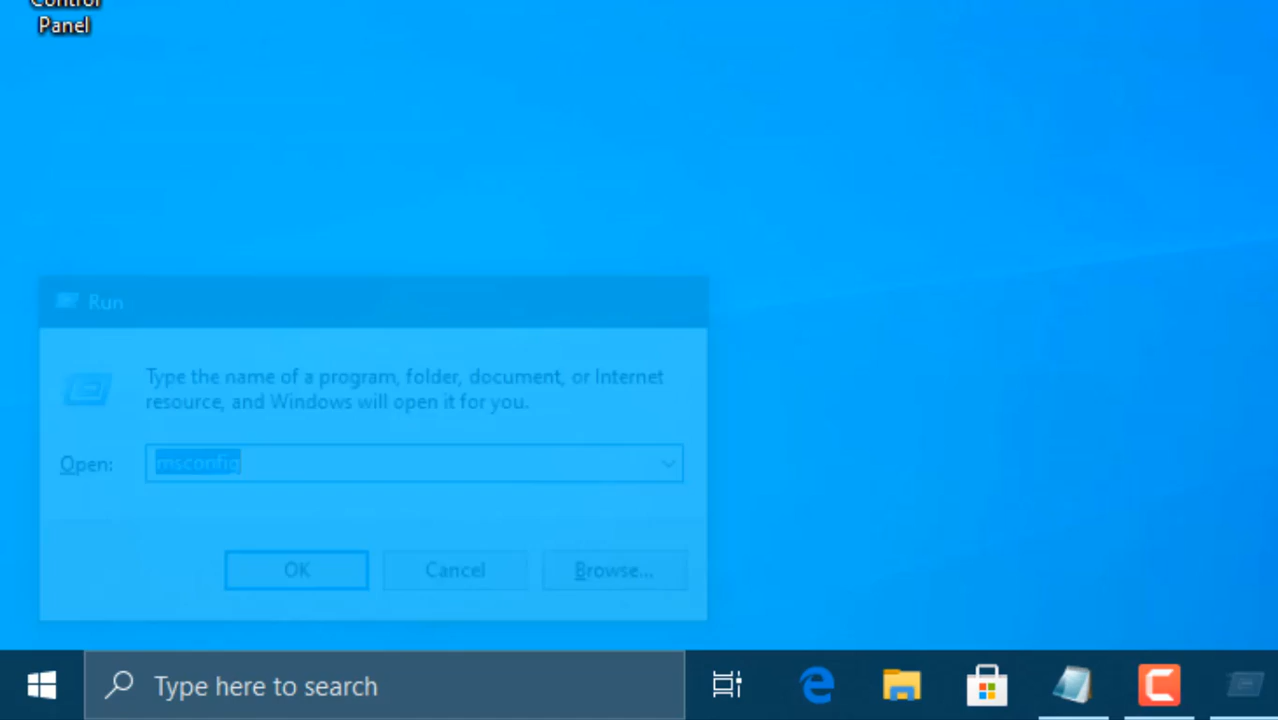 Control
Panel
Run
Type the name of a program, folder, document, or Internet
resource, and Windows will open it for you.
Open:
msconfig
OK
Cancel
Browse...
Type here to search